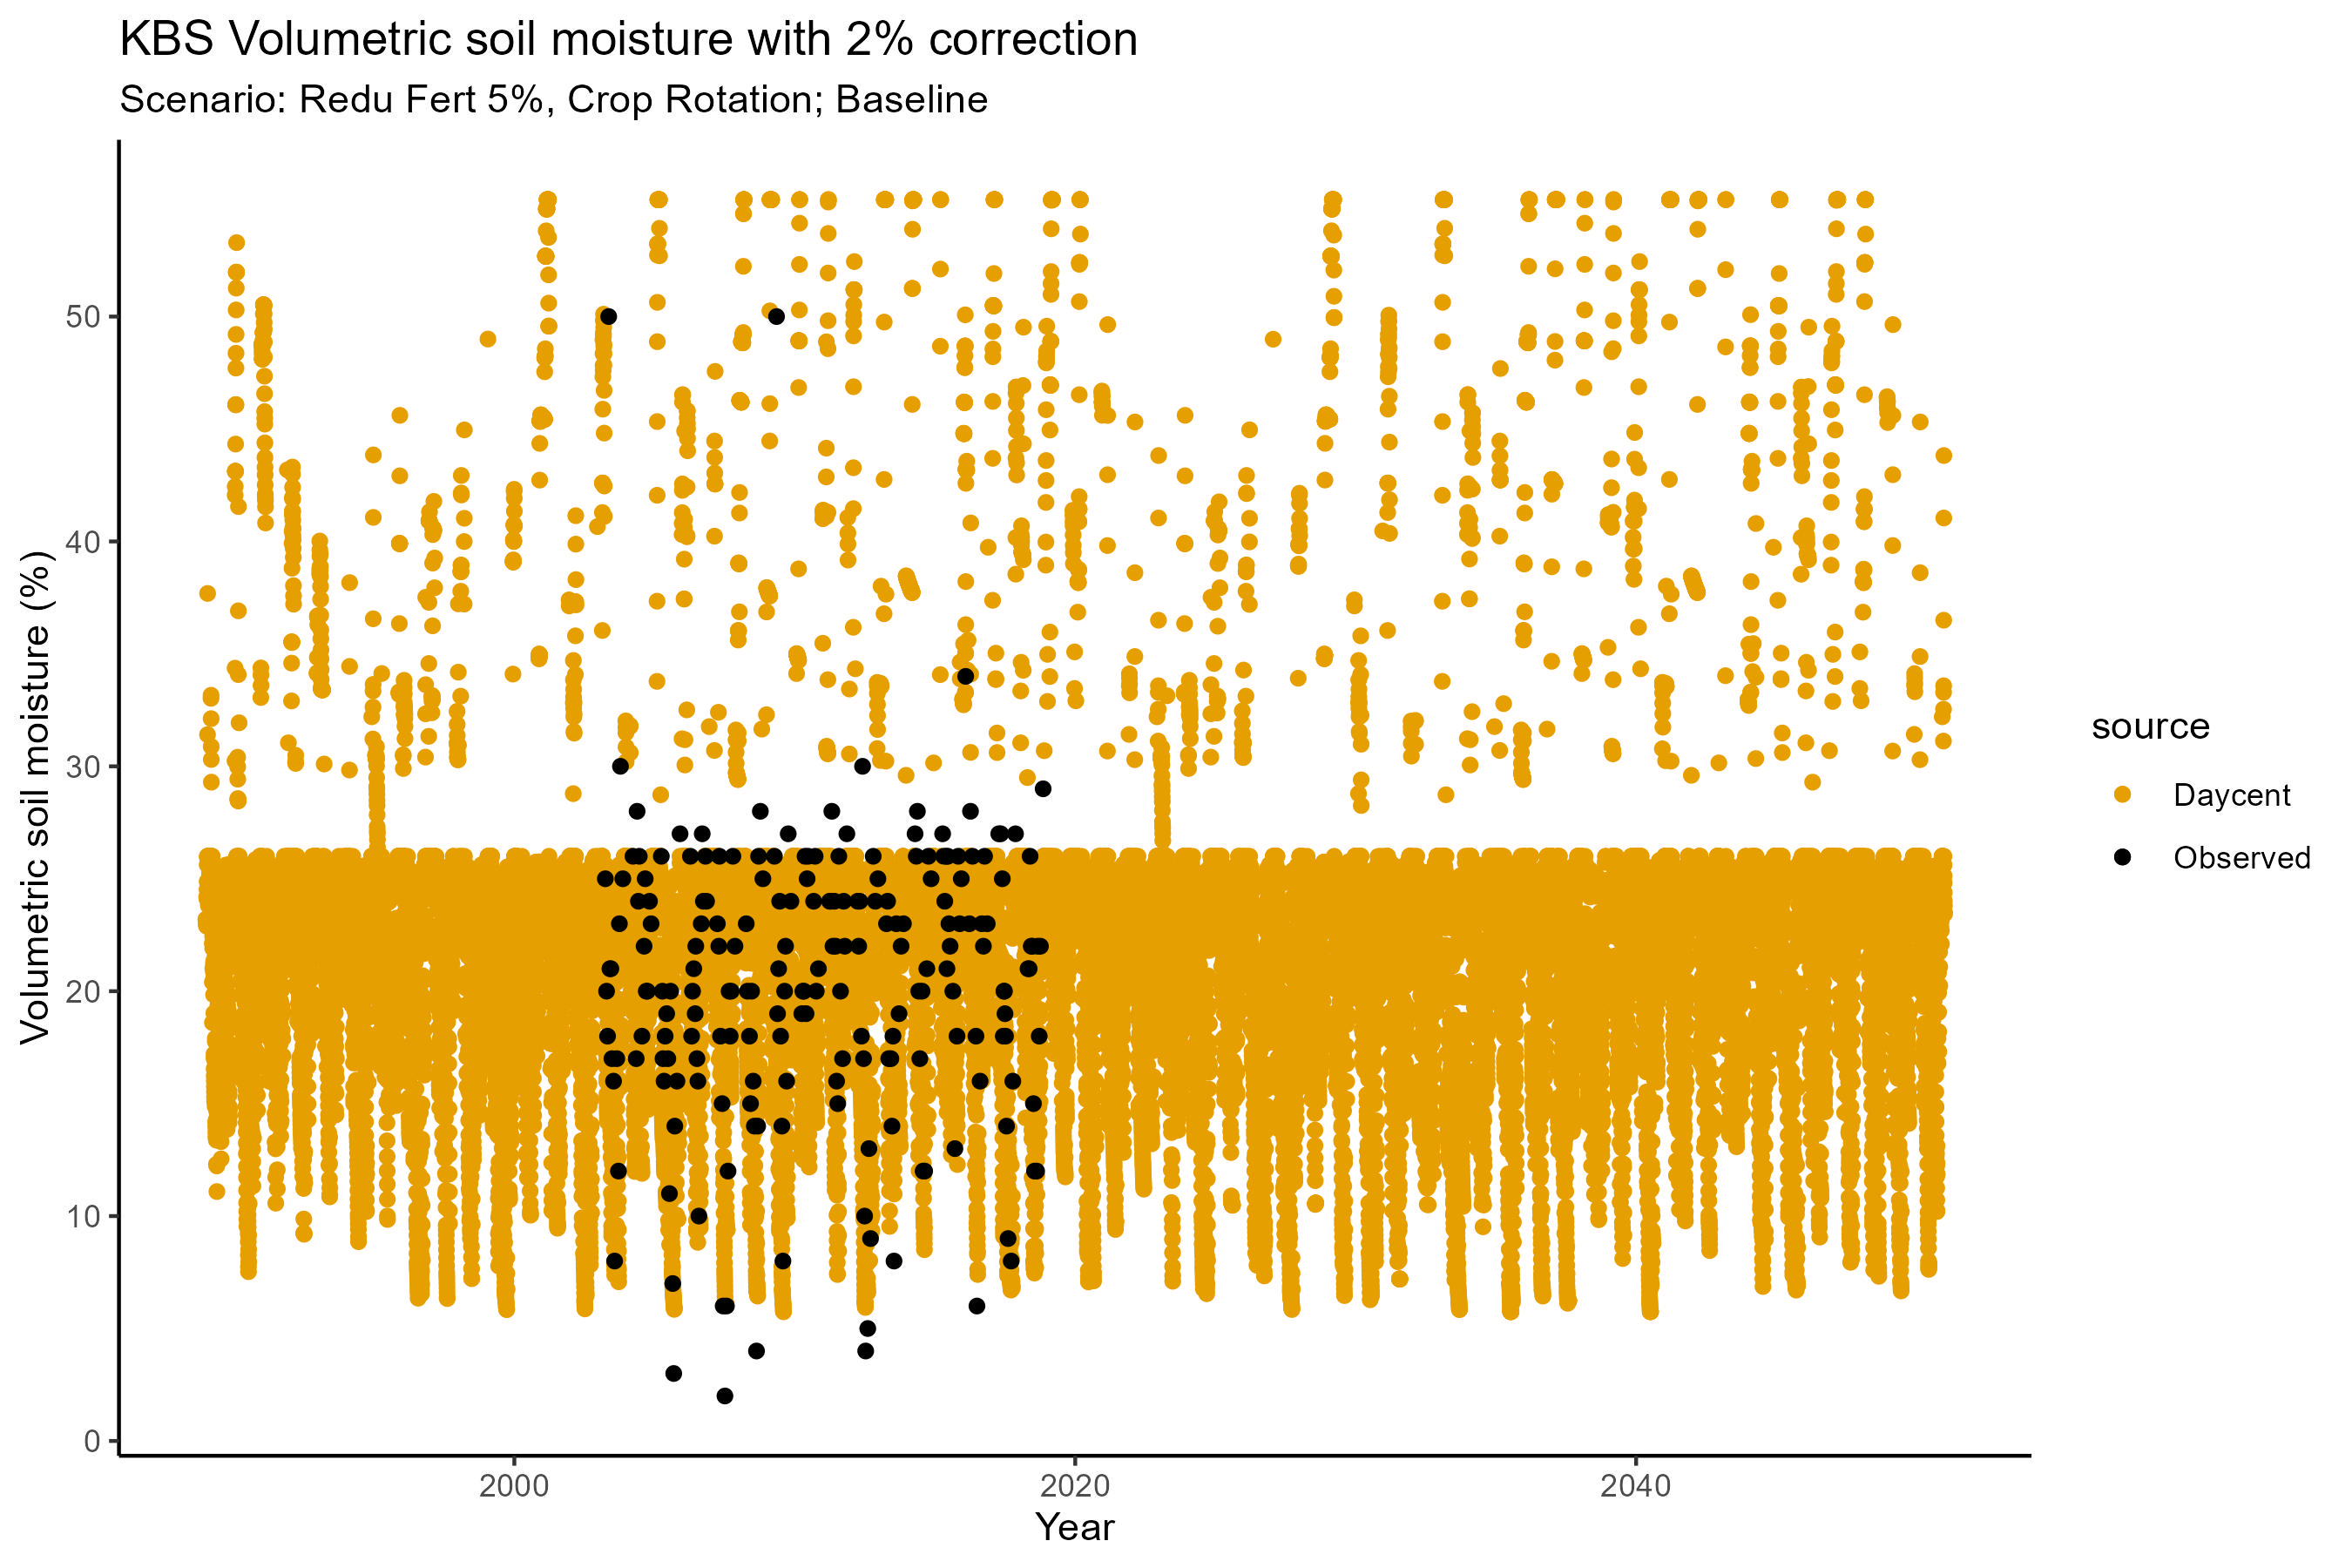 KBS Volumetric soil moisture with 2% correction
Scenario: Redu Fert 5%, Crop Rotation; Baseline
Volumetric soil moisture (%)
50
40
30
20
10
0
2000
2020
2040
Year
source
Daycent
Observed